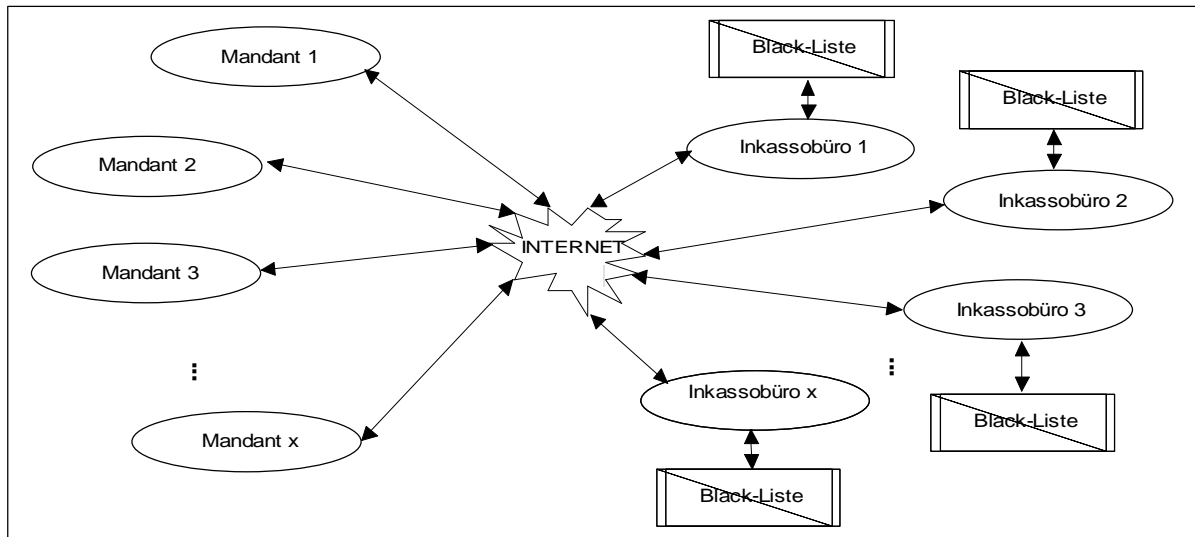 Mandant 1
Mandant 2
Mandant 3
...
Mandant x
INTERNET
Black-Liste
Inkassobüro 1
Black-Liste
Inkassobüro 2
Inkassobüro 3
Black-Liste
...
Inkassobüro x
Black-Liste